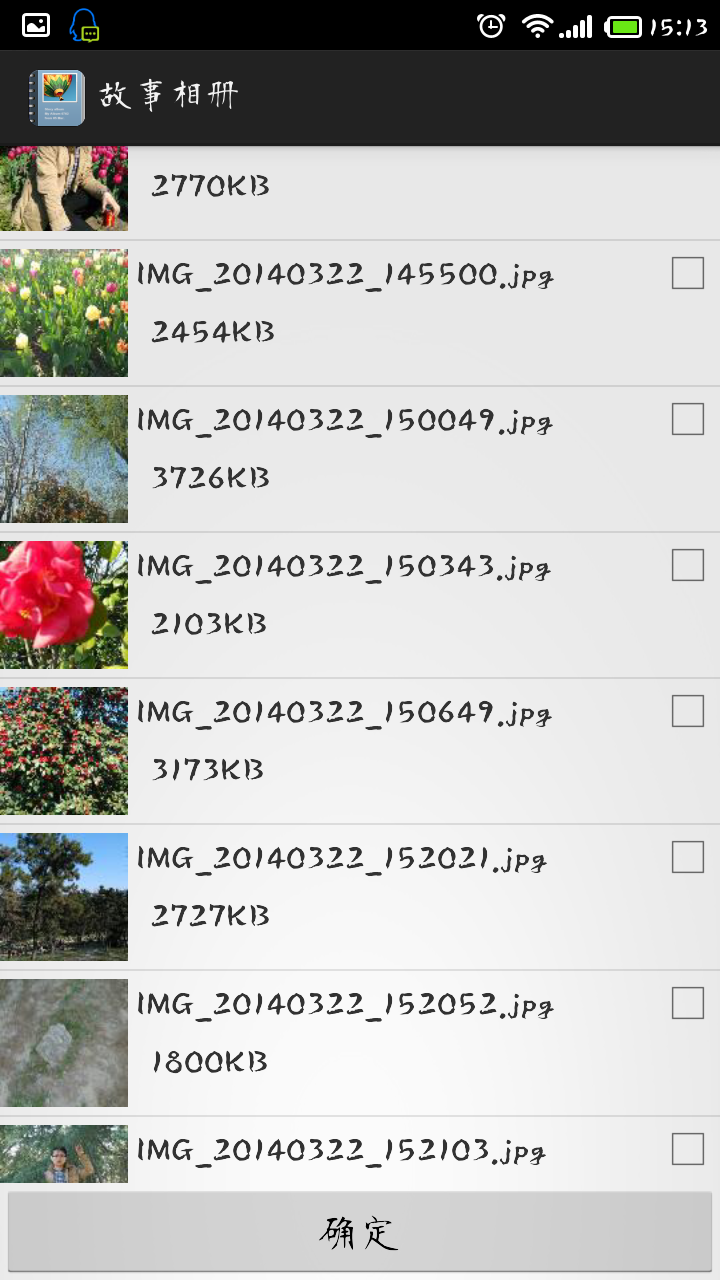 15:13
故事相册
2770KB
IMG_20140322_145500.jpg
2454KB
IMG_20140322_150049.jpg
3726KB
IMG_20140322_150343.jpg
2103KB
IMG_20140322_150649.jpg
3173KB
IMG_20140322_152021.jpg
2727KB
IMG_20140322_152052.jpg
1800KB
IMG_20140322_152103.jpg
确定